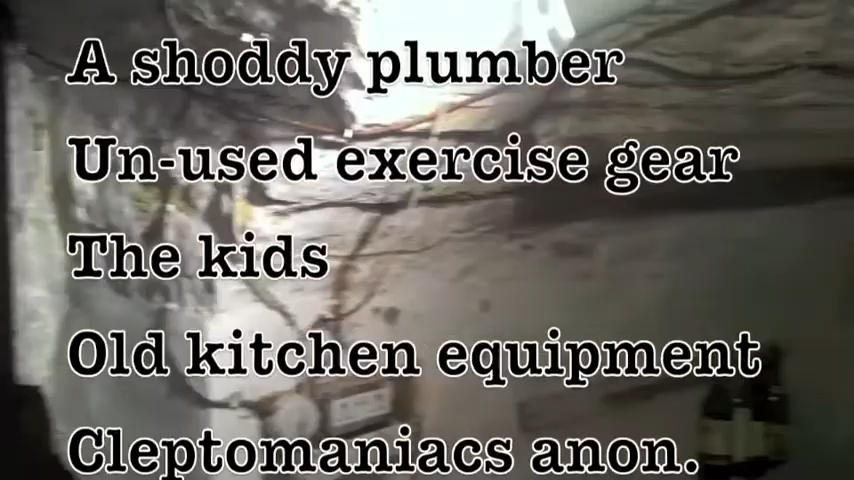 A shoddy plumber
Un-used exercise gear
The kids
Old kitchen equipment
Cleptomaniacs anon.